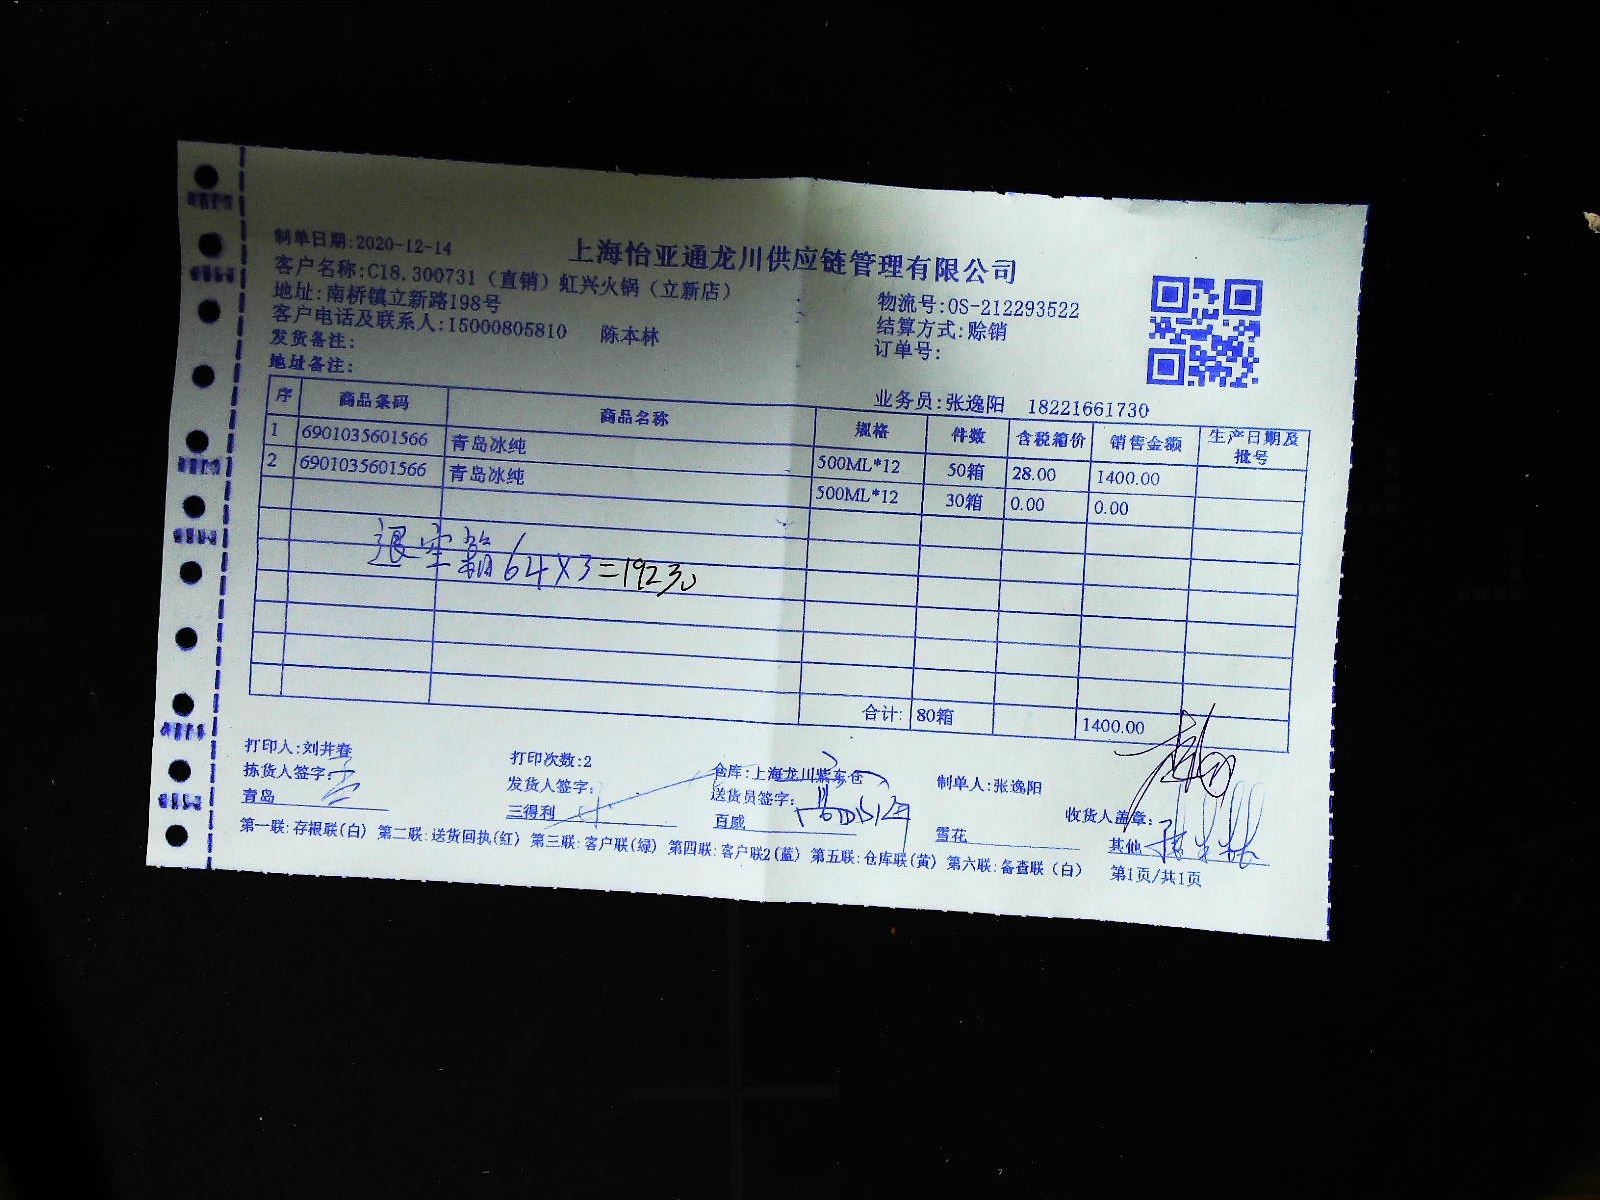 制单日期:2020-12-14
上海怡亚通龙川供应链管理有限公司
客户名称:C18.300731（直销）虹兴火锅（立新店）
地址:南桥镇立新路198号
物流号:OS-212293522
客户电话及联系人:15000805810 陈本林
结算方式:赊销
发货备注:
订单号:
地址备注:
业务员:张逸阳 18221661730
序 商品条码 商品名称 规格 件数 含税箱价 销售金额 生产日期及批号
1 6901035601566 青岛冰纯 500ML*12 50箱 28.00 1400.00
2 6901035601566 青岛冰纯 500ML*12 30箱 0.00 0.00
退空箱 64×3=192元
合计: 80箱 1400.00
打印人:刘井春 打印次数:2 仓库:上海龙川紫东仓 制单人:张逸阳
拣货人签字: 发货人签字: 送货员签字: 收货人盖章:
青岛 三得利 百威 雪花 其他
第一联:存根联(白) 第二联:送货回执(红) 第三联:客户联(绿) 第四联:客户联2(蓝) 第五联:仓库联(黄) 第六联:备查联（白） 第1页/共1页